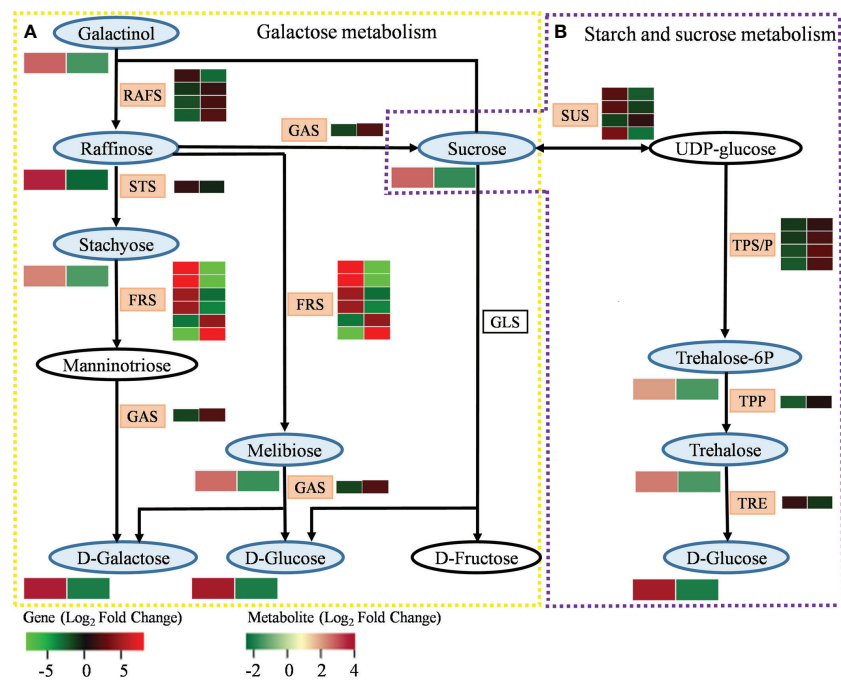 A
Galactose metabolism
B
Starch and sucrose metabolism
Galactinol
RAFS
SUS
GAS
Raffinose
Sucrose
UDP-glucose
STS
Stachyose
TPS/P
FRS
FRS
GLS
Manninotriose
Trehalose-6P
TPP
GAS
Melibiose
Trehalose
GAS
TRE
D-Galactose
D-Glucose
D-Fructose
D-Glucose
Gene (Log2 Fold Change)
Metabolite (Log2 Fold Change)
-5 0 5
-2 0 2 4